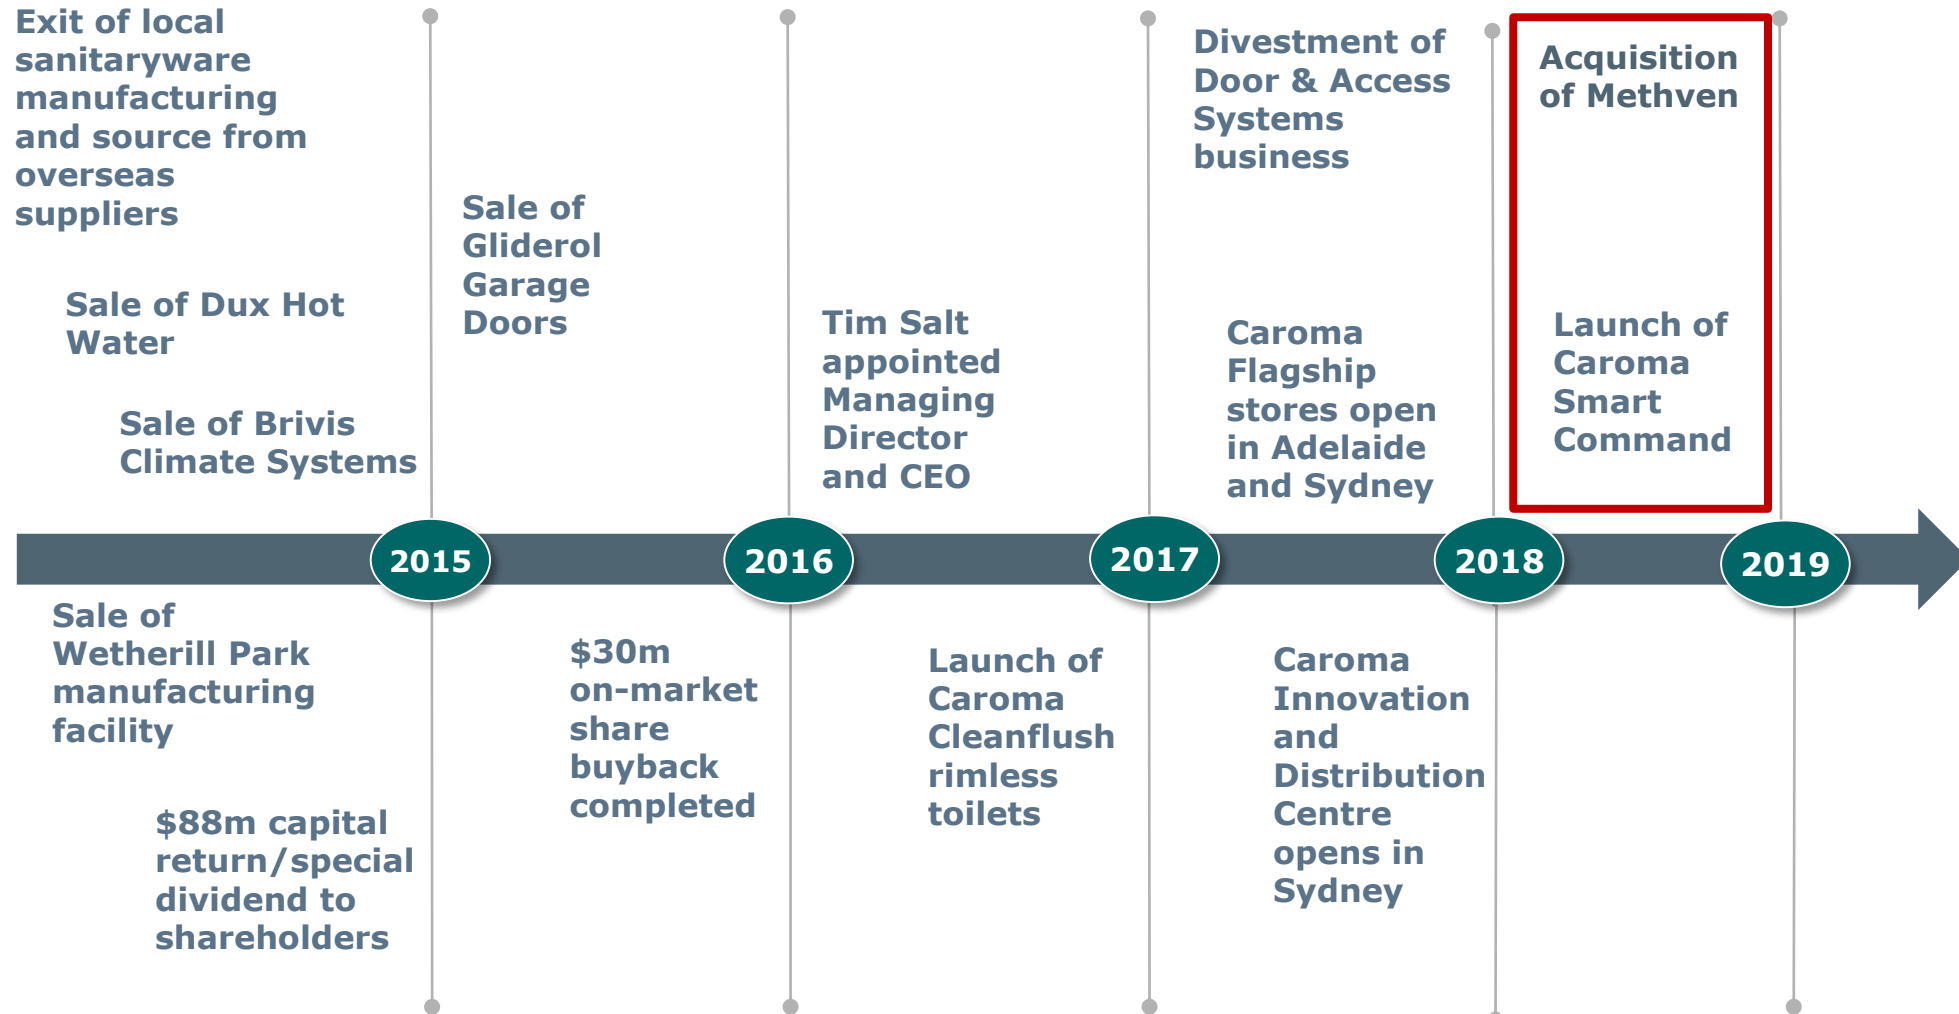 Exit of local
sanitaryware
manufacturing
and source from
overseas
suppliers
Sale of Dux Hot
Water
Sale of Brivis
Climate Systems
Sale of
Gliderol
Garage
Doors
Tim Salt
appointed
Managing
Director
and CEO
Divestment of
Door & Access
Systems
business
Caroma
Flagship
stores open
in Adelaide
and Sydney
Acquisition
of Methven
Launch of
Caroma
Smart
Command
2015
2016
2017
2018
2019
Sale of
Wetherill Park
manufacturing
facility
$88m capital
return/special
dividend to
shareholders
$30m
on-market
share
buyback
completed
Launch of
Caroma
Cleanflush
rimless
toilets
Caroma
Innovation
and
Distribution
Centre
opens in
Sydney